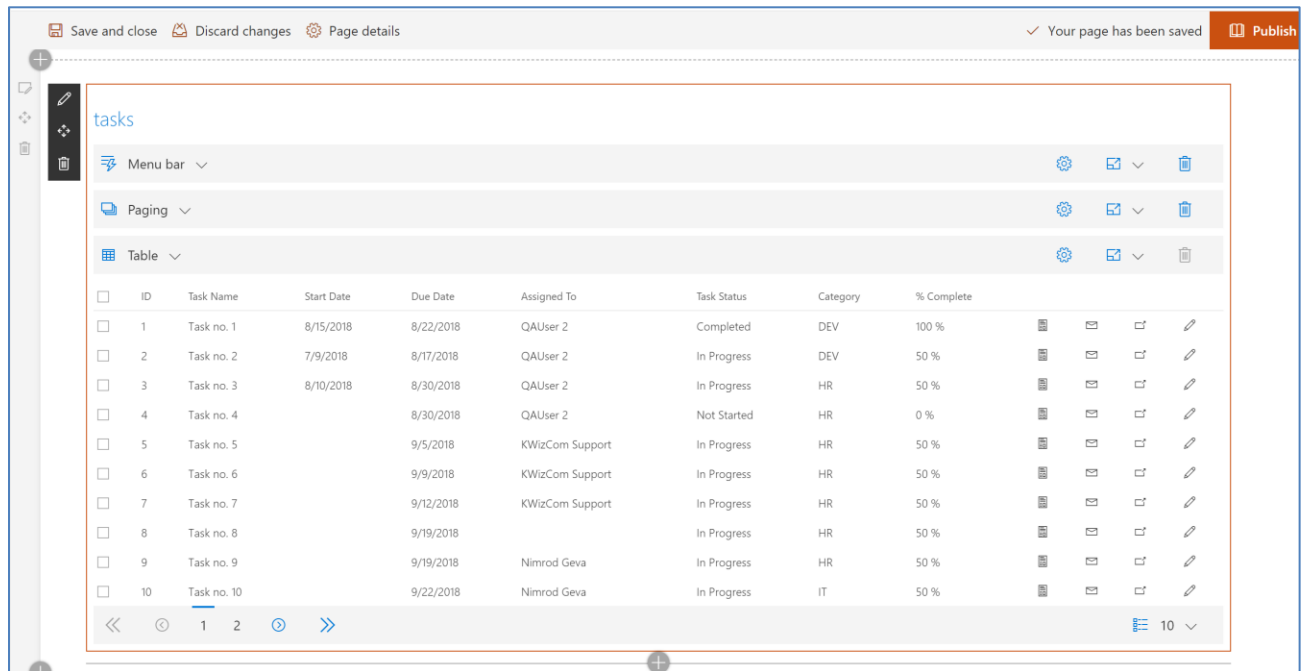 Save and close Discard changes Page details Your page has been saved Publish
tasks
Menu bar
Paging
Table
ID Task Name Start Date Due Date Assigned To Task Status Category % Complete
1 Task no. 1 8/15/2018 8/22/2018 QAUser 2 Completed DEV 100 %
2 Task no. 2 7/9/2018 8/17/2018 QAUser 2 In Progress DEV 50 %
3 Task no. 3 8/10/2018 8/30/2018 QAUser 2 In Progress HR 50 %
4 Task no. 4 8/30/2018 QAUser 2 Not Started HR 0 %
5 Task no. 5 9/5/2018 KWizCom Support In Progress HR 50 %
6 Task no. 6 9/9/2018 KWizCom Support In Progress HR 50 %
7 Task no. 7 9/12/2018 KWizCom Support In Progress HR 50 %
8 Task no. 8 9/19/2018 In Progress HR 50 %
9 Task no. 9 9/19/2018 Nimrod Geva In Progress HR 50 %
10 Task no. 10 9/22/2018 Nimrod Geva In Progress IT 50 %
1 2 10